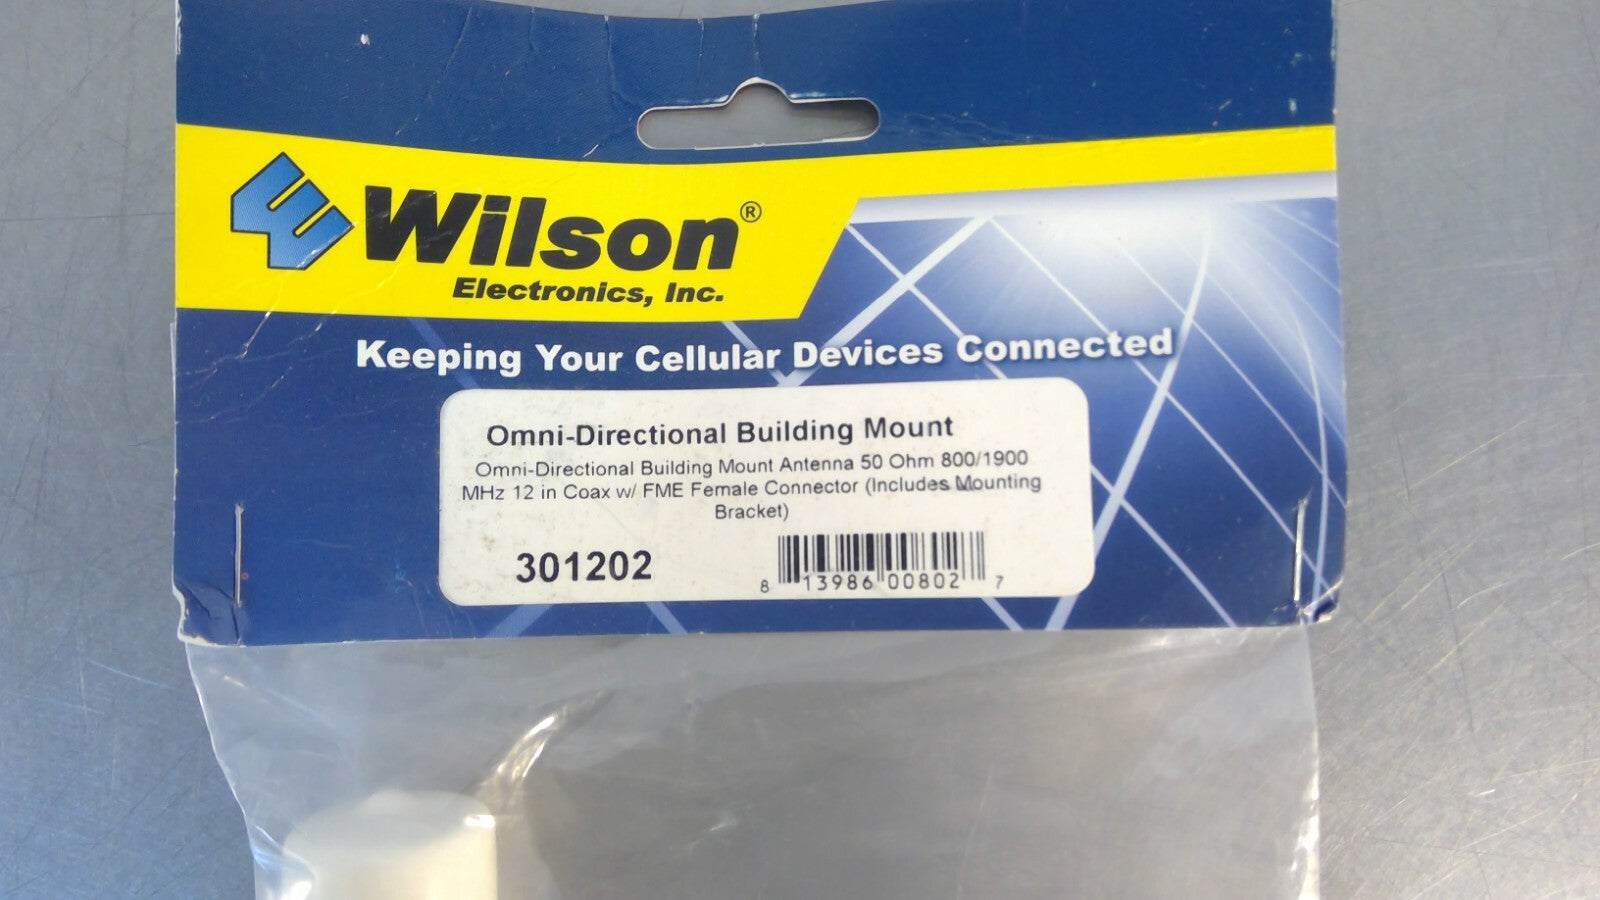 Wilson®
Electronics, Inc.
Keeping Your Cellular Devices Connected
Omni-Directional Building Mount
Omni-Directional Building Mount Antenna 50 Ohm 800/1900
MHz 12 in Coax w/ FME Female Connector (Includes Mounting
Bracket)
301202
8 13986 00802 7